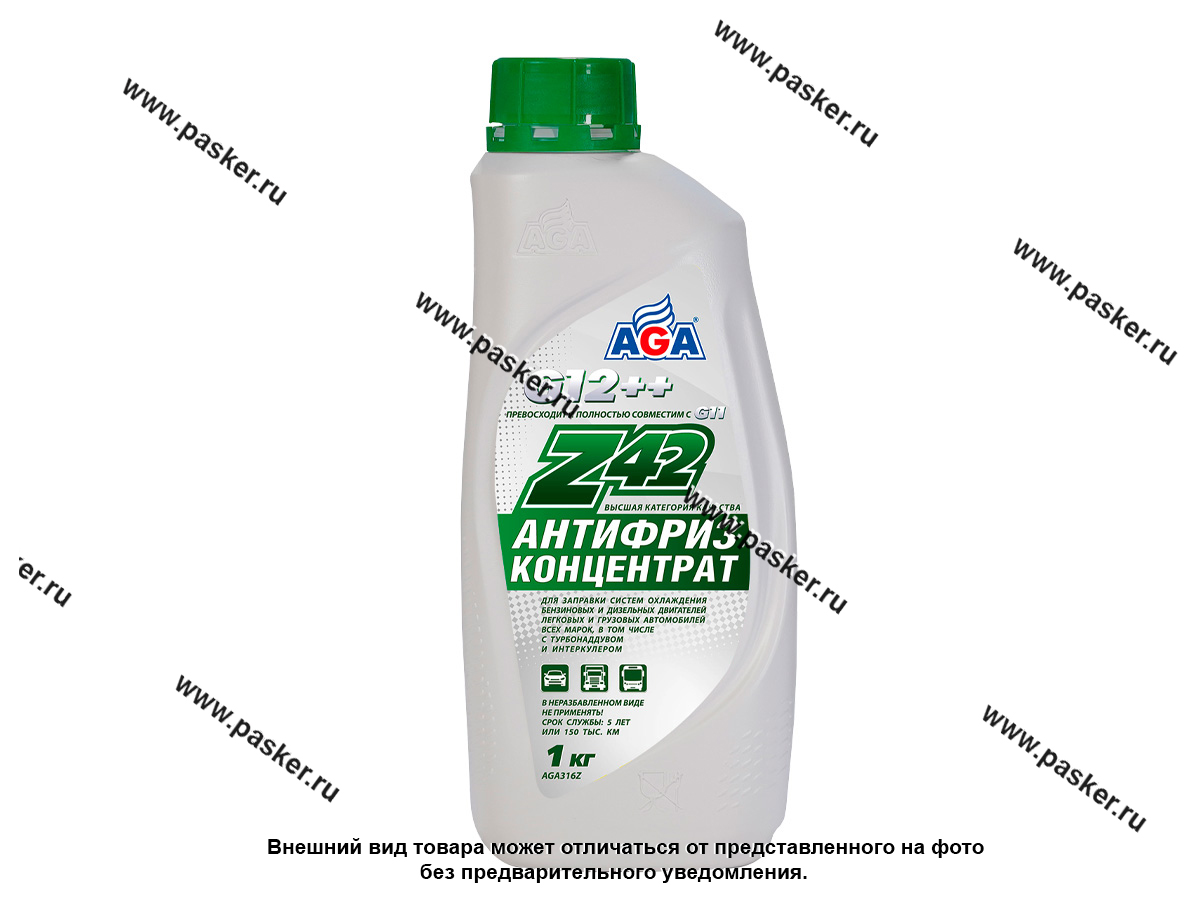 www.pasker.ru
www.pasker.ru
AGA
www.pasker.ru
AGA®
www.pasker.ru
G12++
ПРЕВОСХОДИТ И ПОЛНОСТЬЮ СОВМЕСТИМ С G11
Z42
ВЫСШАЯ КАТЕГОРИЯ КАЧЕСТВА
www.pasker.ru
АНТИФРИЗ
КОНЦЕНТРАТ
er.ru
ДЛЯ ЗАПРАВКИ СИСТЕМ ОХЛАЖДЕНИЯ
БЕНЗИНОВЫХ И ДИЗЕЛЬНЫХ ДВИГАТЕЛЕЙ
ЛЕГКОВЫХ И ГРУЗОВЫХ АВТОМОБИЛЕЙ
ВСЕХ МАРОК, В ТОМ ЧИСЛЕ
С ТУРБОНАДДУВОМ
И ИНТЕРКУЛЕРОМ
В НЕРАЗБАВЛЕННОМ ВИДЕ
НЕ ПРИМЕНЯТЬ!
СРОК СЛУЖБЫ: 5 ЛЕТ
ИЛИ 150 ТЫС. КМ
1 КГ
AGA316Z
www.pasker.ru
www.pasker.ru
Внешний вид товара может отличаться от представленного на фото
без предварительного уведомления.